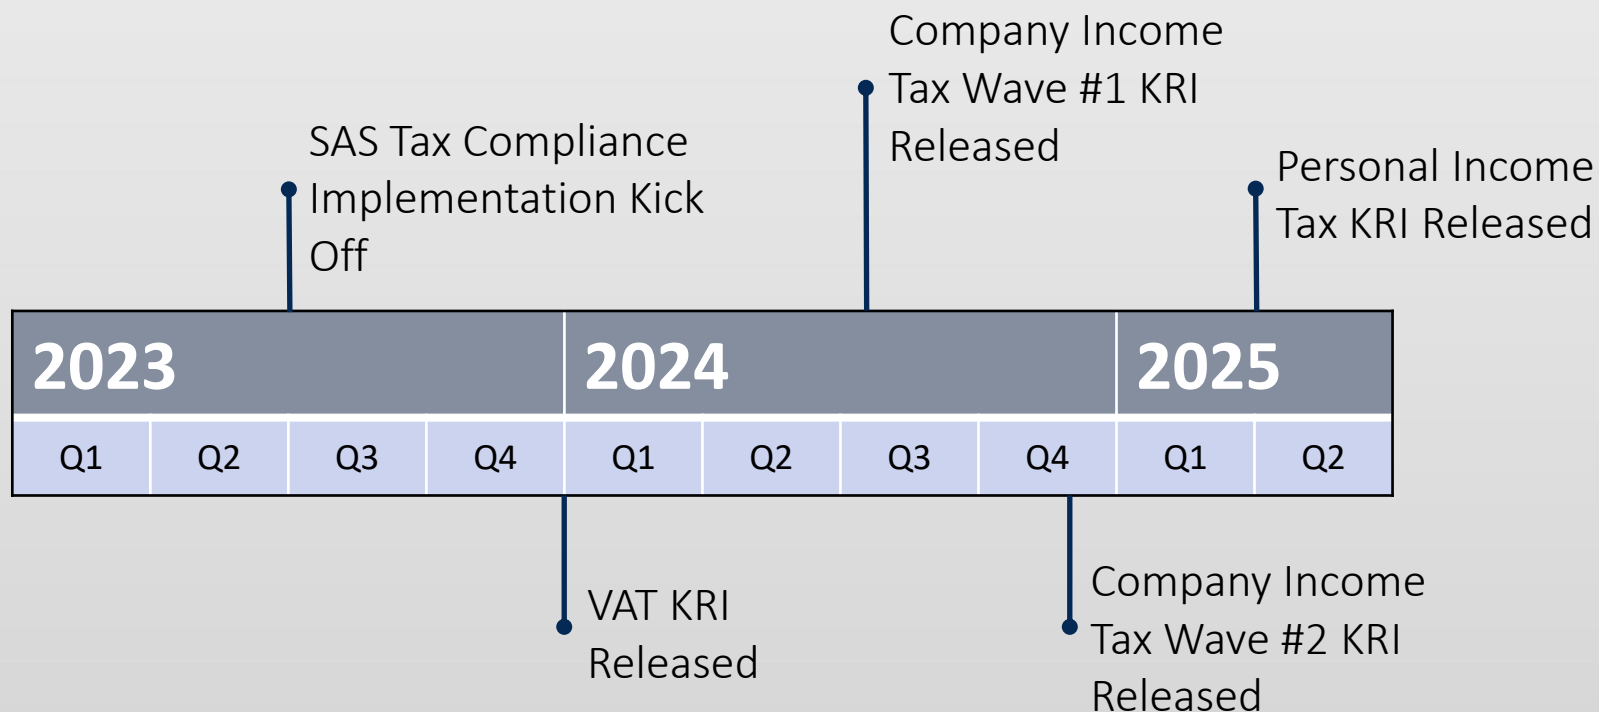 Company Income
Tax Wave #1 KRI
Released
SAS Tax Compliance
Implementation Kick
Off
Personal Income
Tax KRI Released
2023 2024 2025
Q1 Q2 Q3 Q4 Q1 Q2 Q3 Q4 Q1 Q2
VAT KRI
Released
Company Income
Tax Wave #2 KRI
Released